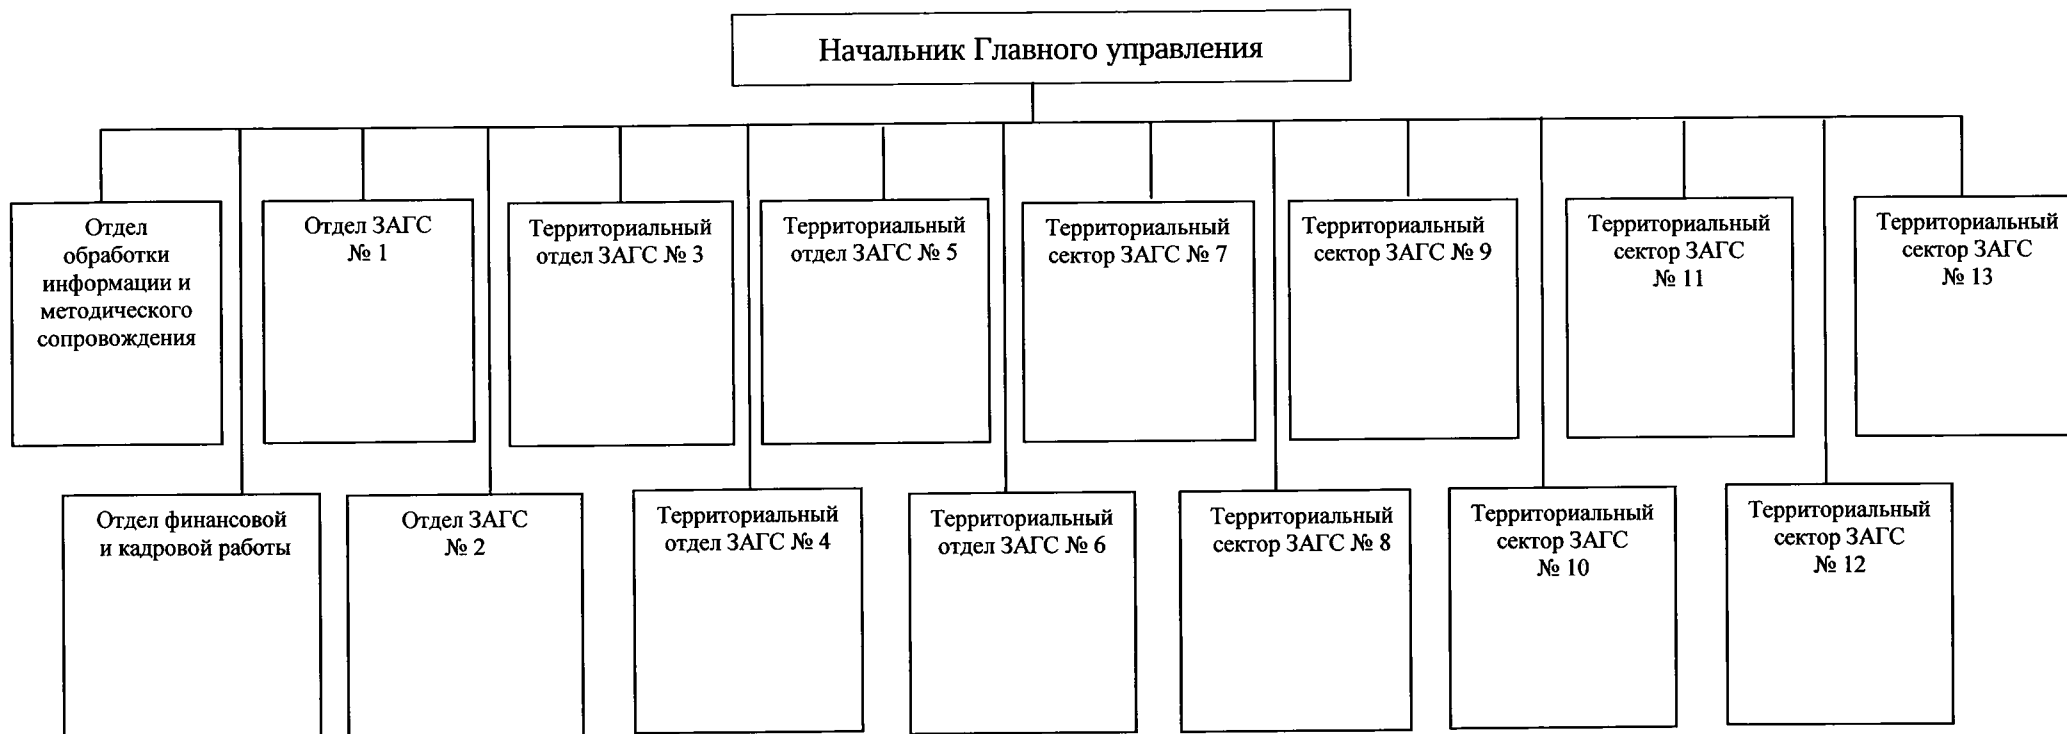 Начальник Главного управления
Отдел
обработки
информации и
методического
сопровождения
Отдел ЗАГС
№ 1
Территориальный
отдел ЗАГС № 3
Территориальный
отдел ЗАГС № 5
Территориальный
сектор ЗАГС № 7
Территориальный
сектор ЗАГС № 9
Территориальный
сектор ЗАГС
№ 11
Территориальный
сектор ЗАГС
№ 13
Отдел финансовой
и кадровой работы
Отдел ЗАГС
№ 2
Территориальный
отдел ЗАГС № 4
Территориальный
отдел ЗАГС № 6
Территориальный
сектор ЗАГС № 8
Территориальный
сектор ЗАГС
№ 10
Территориальный
сектор ЗАГС
№ 12